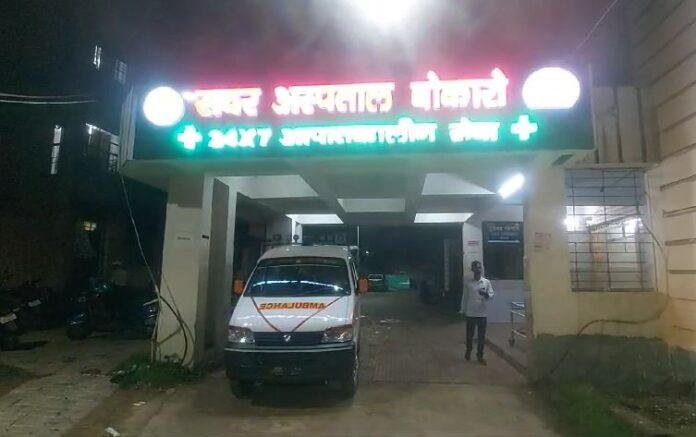 सदर अस्पताल बोकारो
24X7 आपातकालीन सेवा
AMBULANCE